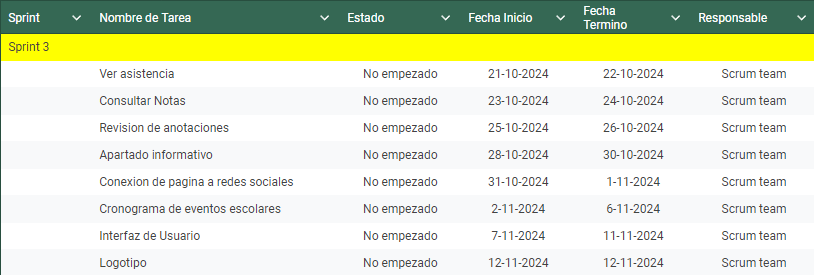 Sprint Nombre de Tarea Estado Fecha Inicio Fecha Termino Responsable
Sprint 3
Ver asistencia No empezado 21-10-2024 22-10-2024 Scrum team
Consultar Notas No empezado 23-10-2024 24-10-2024 Scrum team
Revision de anotaciones No empezado 25-10-2024 26-10-2024 Scrum team
Apartado informativo No empezado 28-10-2024 30-10-2024 Scrum team
Conexion de pagina a redes sociales No empezado 31-10-2024 1-11-2024 Scrum team
Cronograma de eventos escolares No empezado 2-11-2024 6-11-2024 Scrum team
Interfaz de Usuario No empezado 7-11-2024 11-11-2024 Scrum team
Logotipo No empezado 12-11-2024 12-11-2024 Scrum team